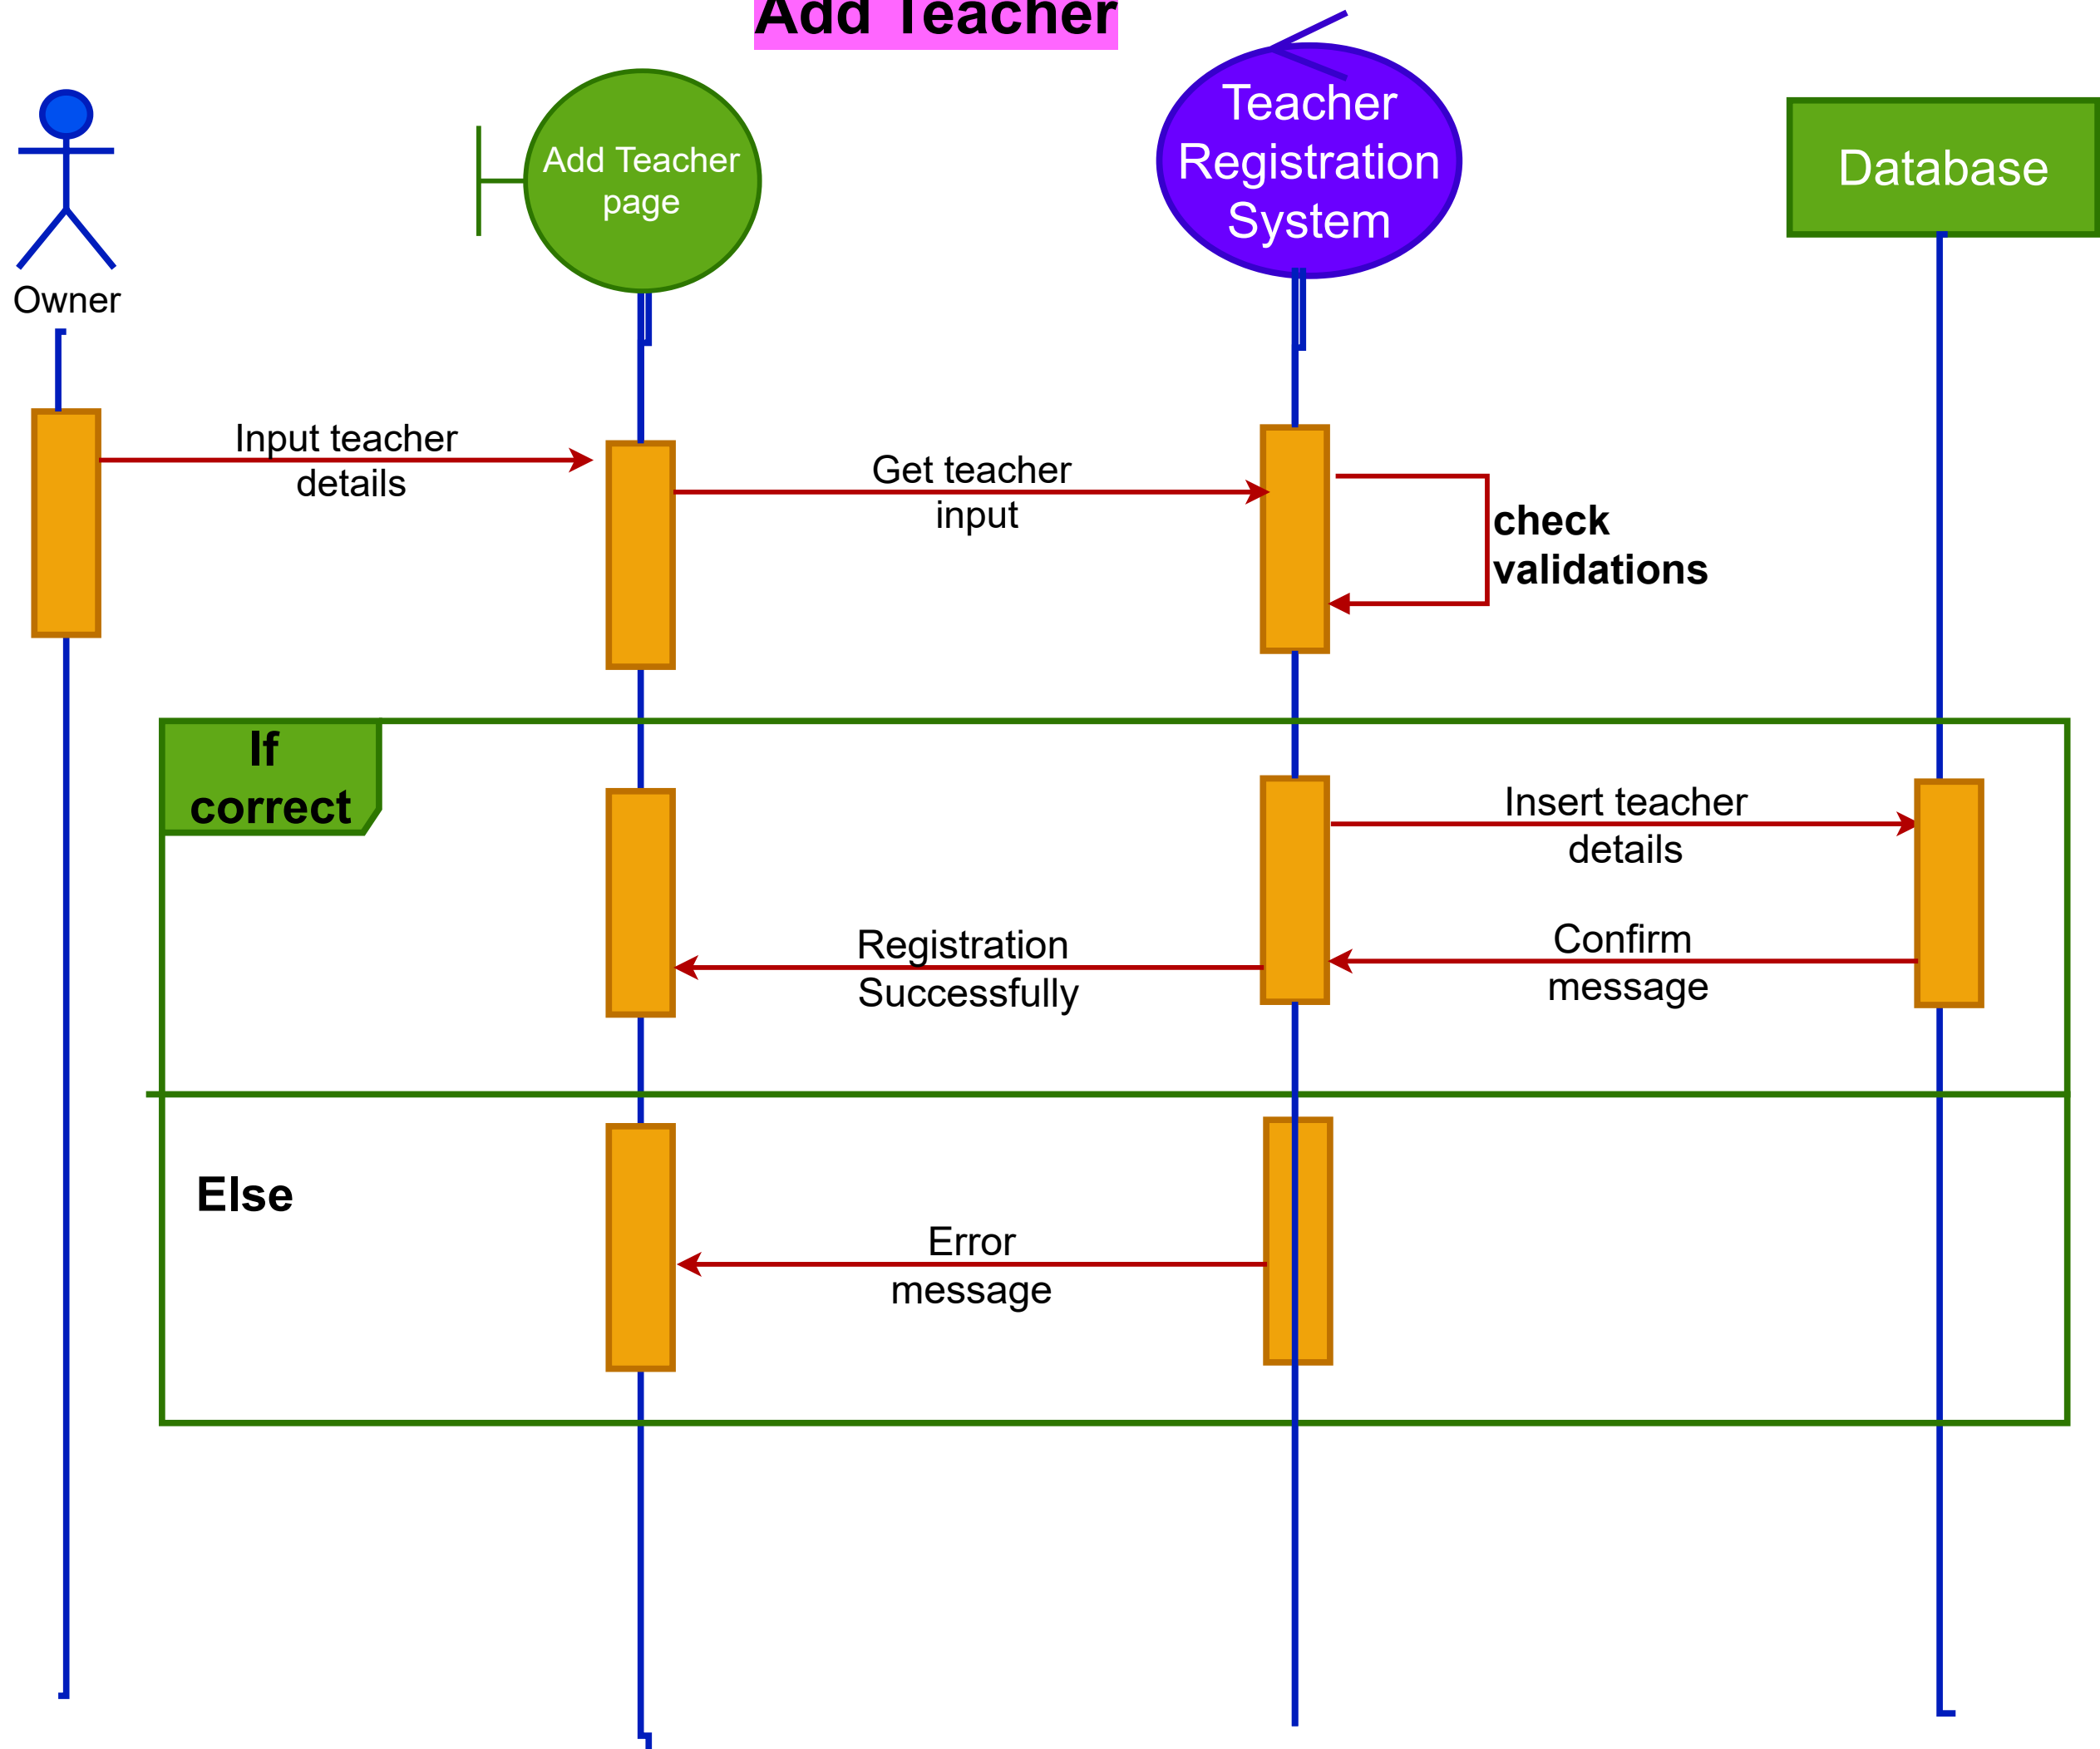 Add Teacher
Teacher
Registration
System
Add Teacher
page
Database
Owner
Input teacher
details
Get teacher
input
check
validations
If
correct
Insert teacher
details
Registration
Successfully
Confirm
message
Else
Error
message